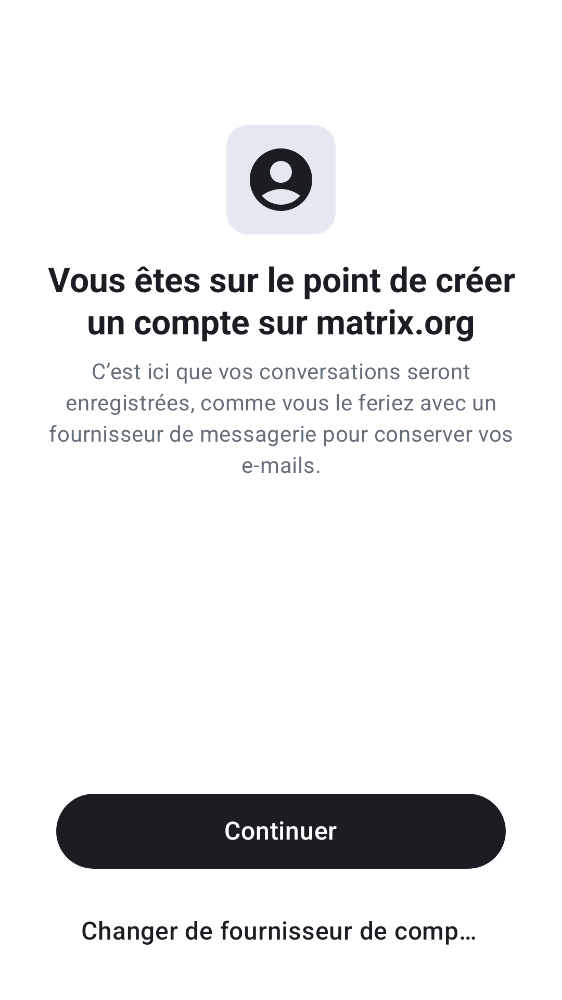 Vous êtes sur le point de créer
un compte sur matrix.org
C’est ici que vos conversations seront
enregistrées, comme vous le feriez avec un
fournisseur de messagerie pour conserver vos
e-mails.
Continuer
Changer de fournisseur de comp…